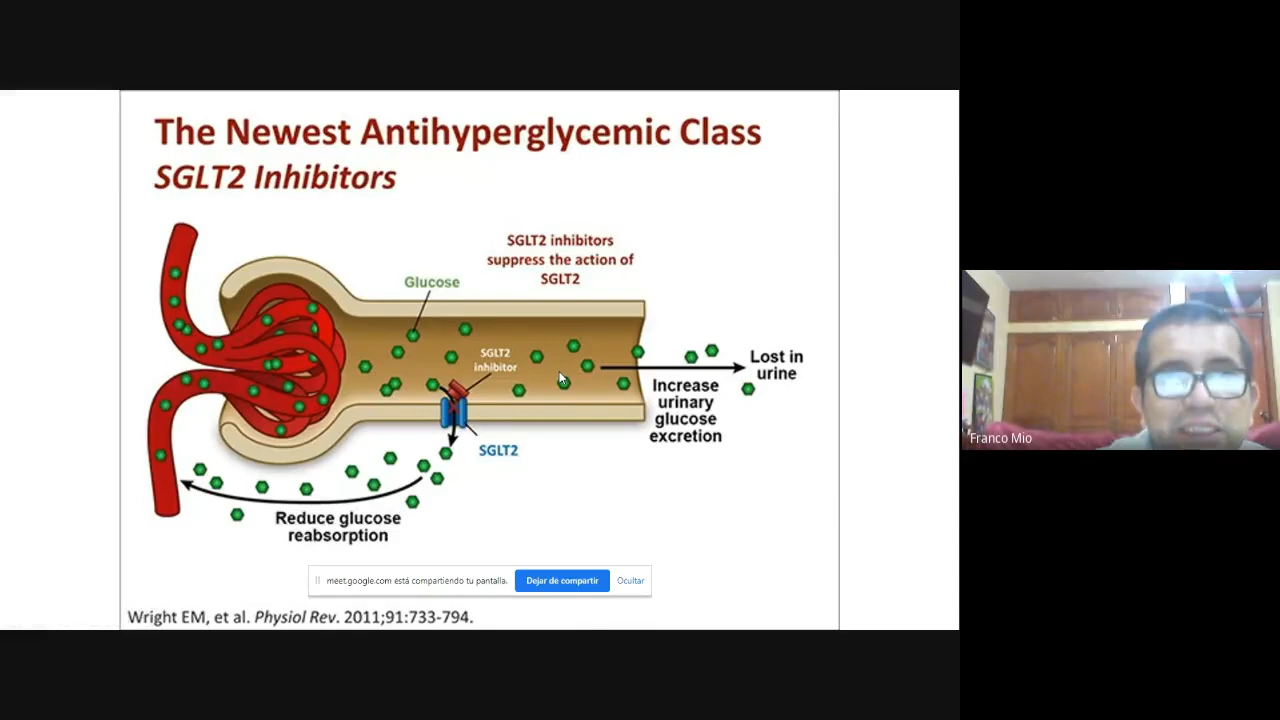 The Newest Antihyperglycemic Class
SGLT2 Inhibitors
SGLT2 inhibitors
suppress the action of
SGLT2
Glucose
SGLT2
inhibitor
Lost in
urine
Increase
urinary
glucose
excretion
SGLT2
Reduce glucose
reabsorption
meet.google.com está compartiendo tu pantalla.
Dejar de compartir
Ocultar
Wright EM, et al. Physiol Rev. 2011;91:733-794.
Franco Mio